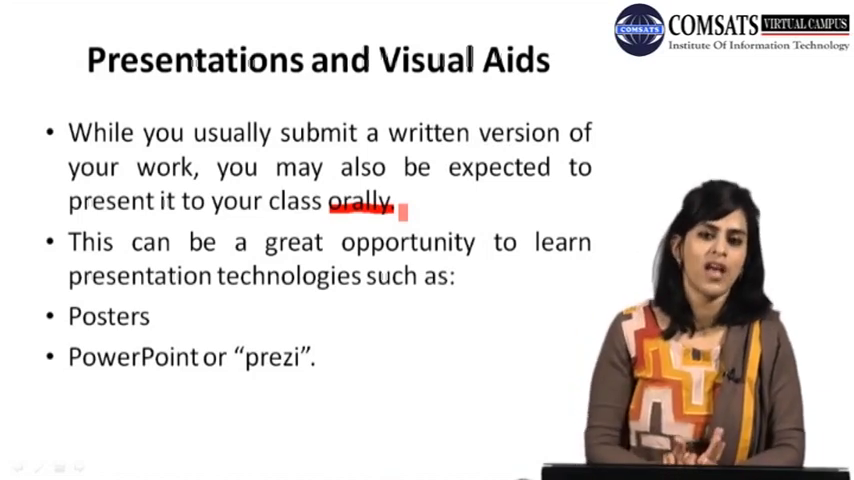 COMSATS VIRTUAL CAMPUS
COMSATS
Institute Of Information Technology
Presentations and Visual Aids
• While you usually submit a written version of
your work, you may also be expected to
present it to your class orally.
• This can be a great opportunity to learn
presentation technologies such as:
• Posters
• PowerPoint or “prezi”.